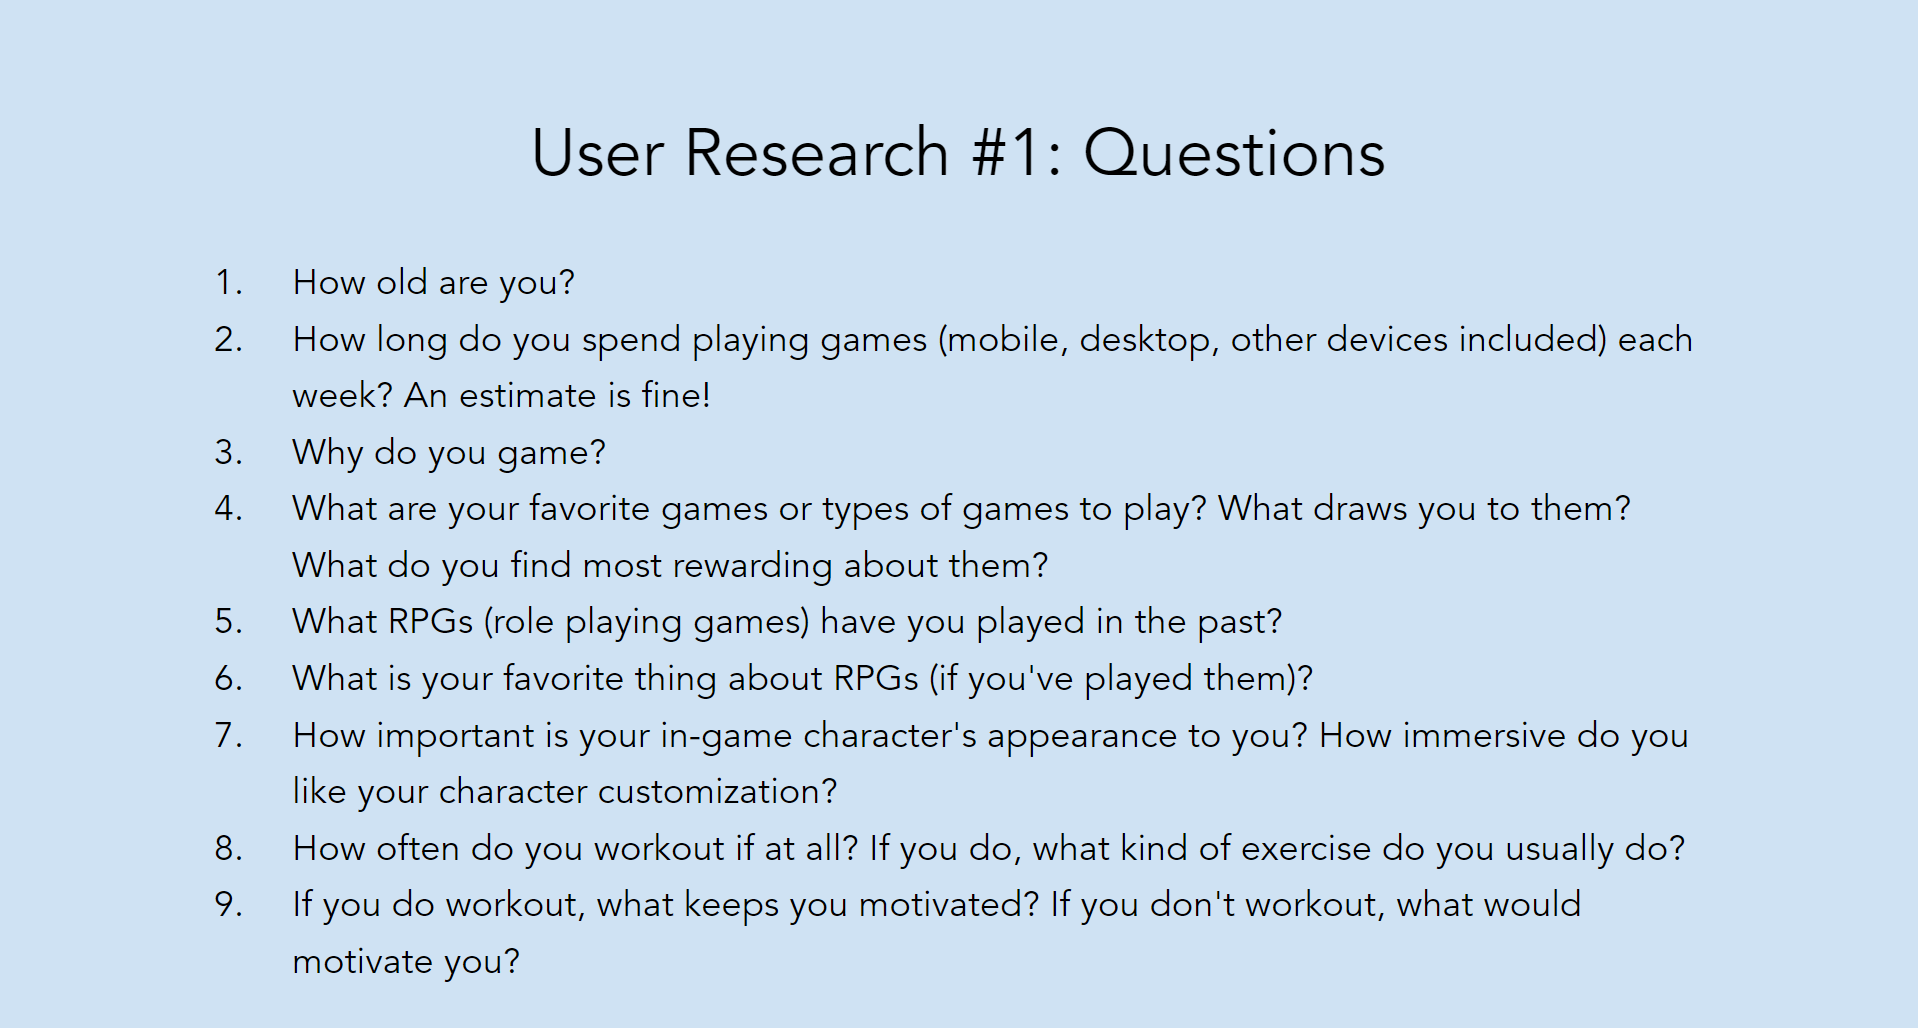 User Research #1: Questions
1. How old are you?
2. How long do you spend playing games (mobile, desktop, other devices included) each
week? An estimate is fine!
3. Why do you game?
4. What are your favorite games or types of games to play? What draws you to them?
What do you find most rewarding about them?
5. What RPGs (role playing games) have you played in the past?
6. What is your favorite thing about RPGs (if you've played them)?
7. How important is your in-game character's appearance to you? How immersive do you
like your character customization?
8. How often do you workout if at all? If you do, what kind of exercise do you usually do?
9. If you do workout, what keeps you motivated? If you don't workout, what would
motivate you?